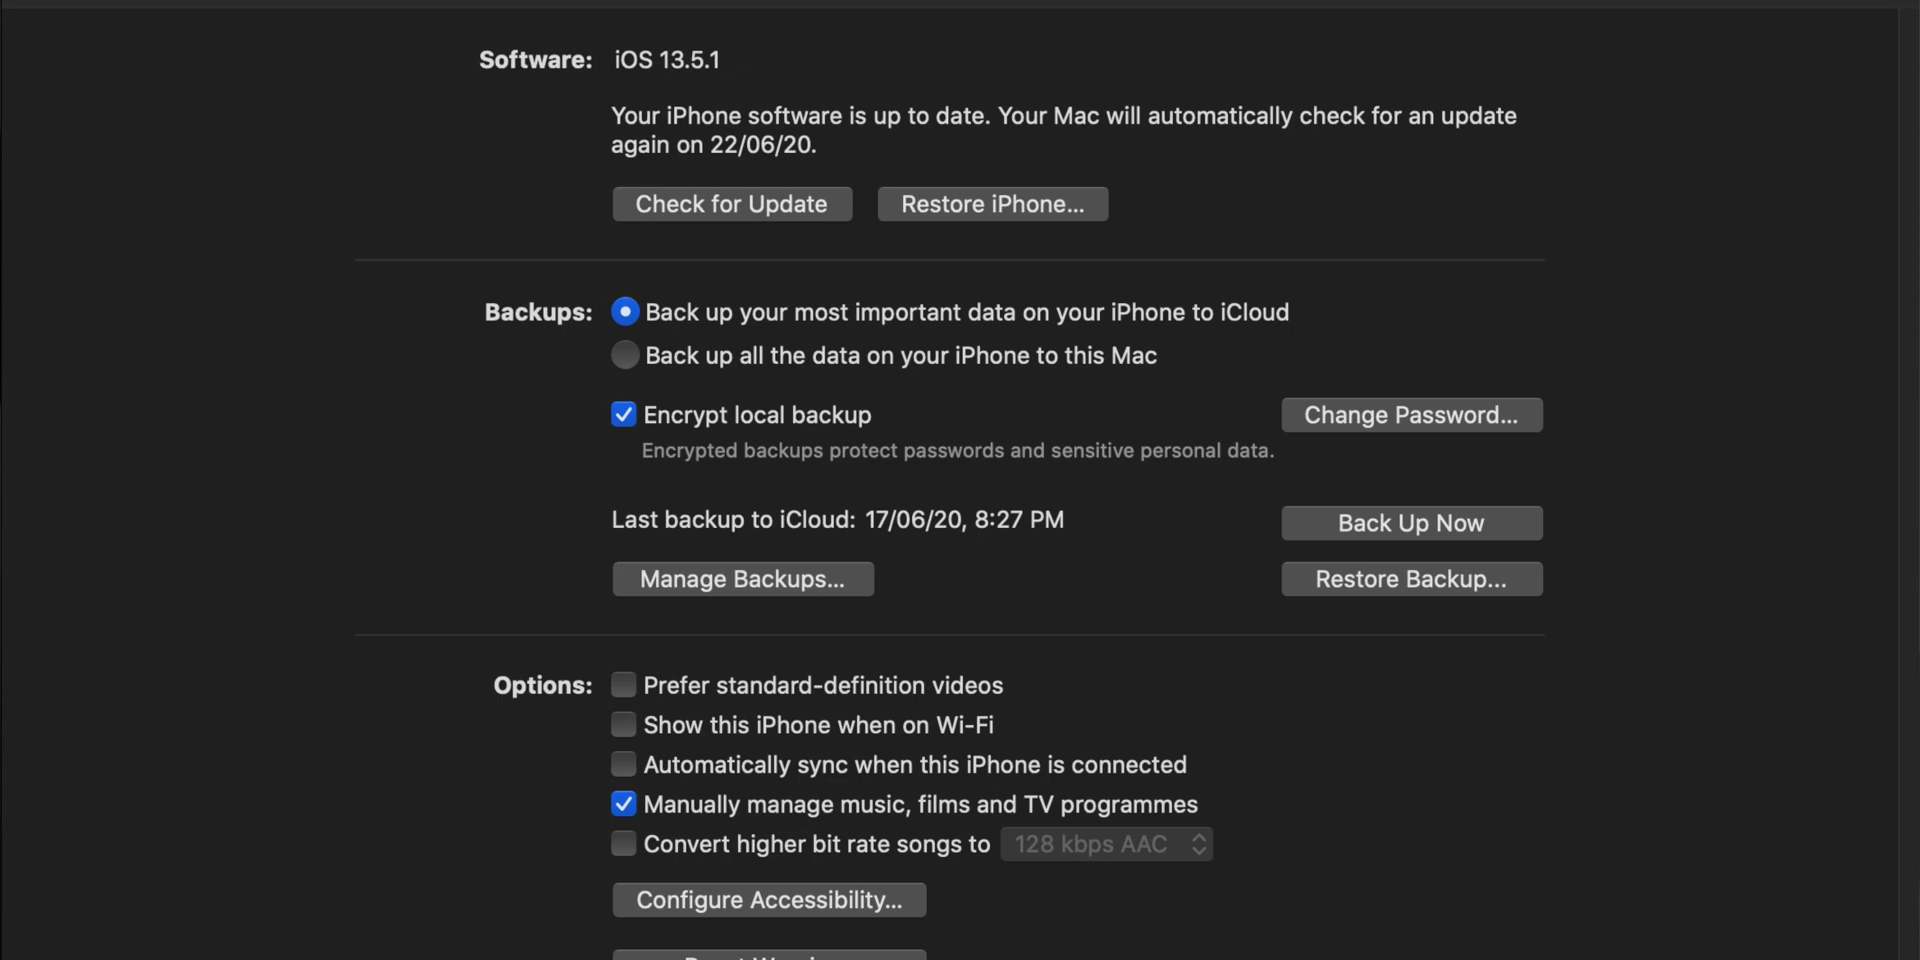 Software: iOS 13.5.1
Your iPhone software is up to date. Your Mac will automatically check for an update
again on 22/06/20.
Check for Update Restore iPhone...
Backups: Back up your most important data on your iPhone to iCloud
Back up all the data on your iPhone to this Mac
Encrypt local backup Change Password...
Encrypted backups protect passwords and sensitive personal data.
Last backup to iCloud: 17/06/20, 8:27 PM Back Up Now
Manage Backups... Restore Backup...
Options: Prefer standard-definition videos
Show this iPhone when on Wi-Fi
Automatically sync when this iPhone is connected
Manually manage music, films and TV programmes
Convert higher bit rate songs to 128 kbps AAC
Configure Accessibility...